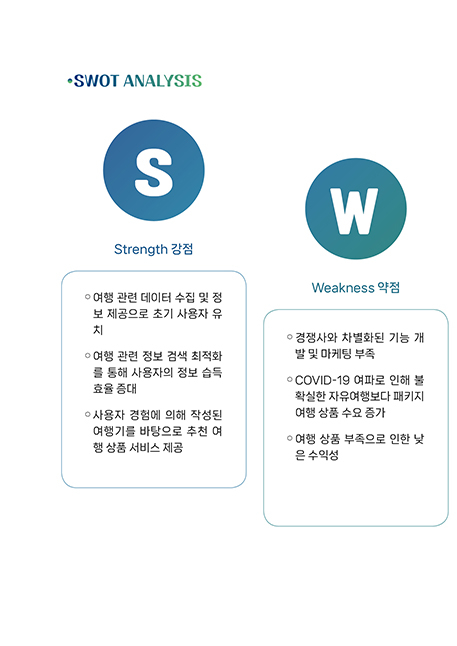 •SWOT ANALYSIS
S
Strength 강점
○ 여행 관련 데이터 수집 및 정
보 제공으로 초기 사용자 유
치
○ 여행 관련 정보 검색 최적화
를 통해 사용자의 정보 습득
효율 증대
○ 사용자 경험에 의해 작성된
여행기를 바탕으로 추천 여
행 상품 서비스 제공
W
Weakness 약점
○ 경쟁사와 차별화된 기능 개
발 및 마케팅 부족
○ COVID-19 여파로 인해 불
확실한 자유여행보다 패키지
여행 상품 수요 증가
○ 여행 상품 부족으로 인한 낮
은 수익성